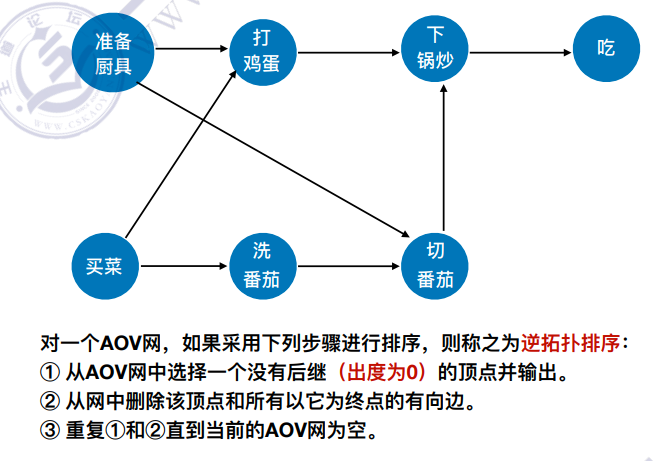 准备
厨具
打
鸡蛋
下
锅炒
吃
买菜
洗
番茄
切
番茄
对一个AOV网，如果采用下列步骤进行排序，则称之为逆拓扑排序：
① 从AOV网中选择一个没有后继（出度为0）的顶点并输出。
② 从网中删除该顶点和所有以它为终点的有向边。
③ 重复①和②直到当前的AOV网为空。